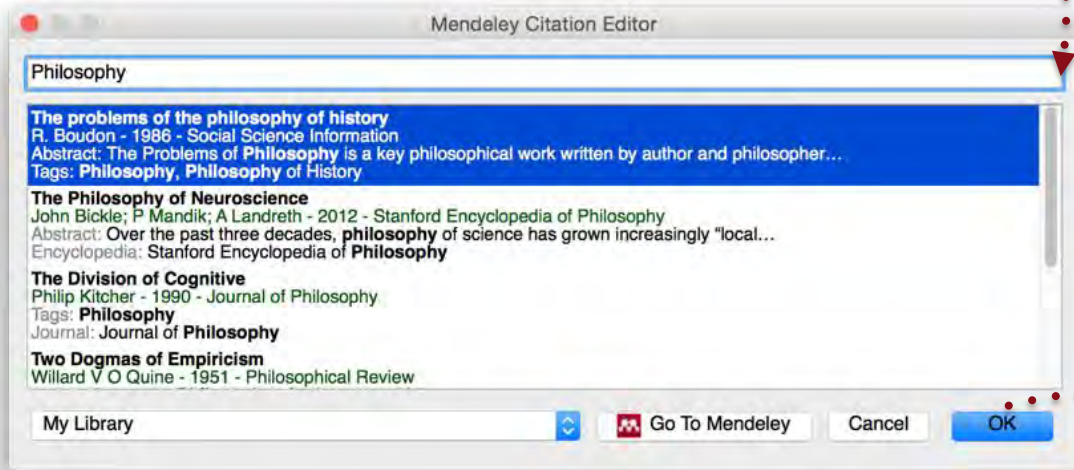 Mendeley Citation Editor
Philosophy
The problems of the philosophy of history
R. Boudon - 1986 - Social Science Information
Abstract: The Problems of Philosophy is a key philosophical work written by author and philosopher…
Tags: Philosophy, Philosophy of History
The Philosophy of Neuroscience
John Bickle; P Mandik; A Landreth - 2012 - Stanford Encyclopedia of Philosophy
Abstract: Over the past three decades, philosophy of science has grown increasingly “local…
Encyclopedia: Stanford Encyclopedia of Philosophy
The Division of Cognitive
Philip Kitcher - 1990 - Journal of Philosophy
Tags: Philosophy
Journal: Journal of Philosophy
Two Dogmas of Empiricism
Willard V O Quine - 1951 - Philosophical Review
My Library Go To Mendeley Cancel OK